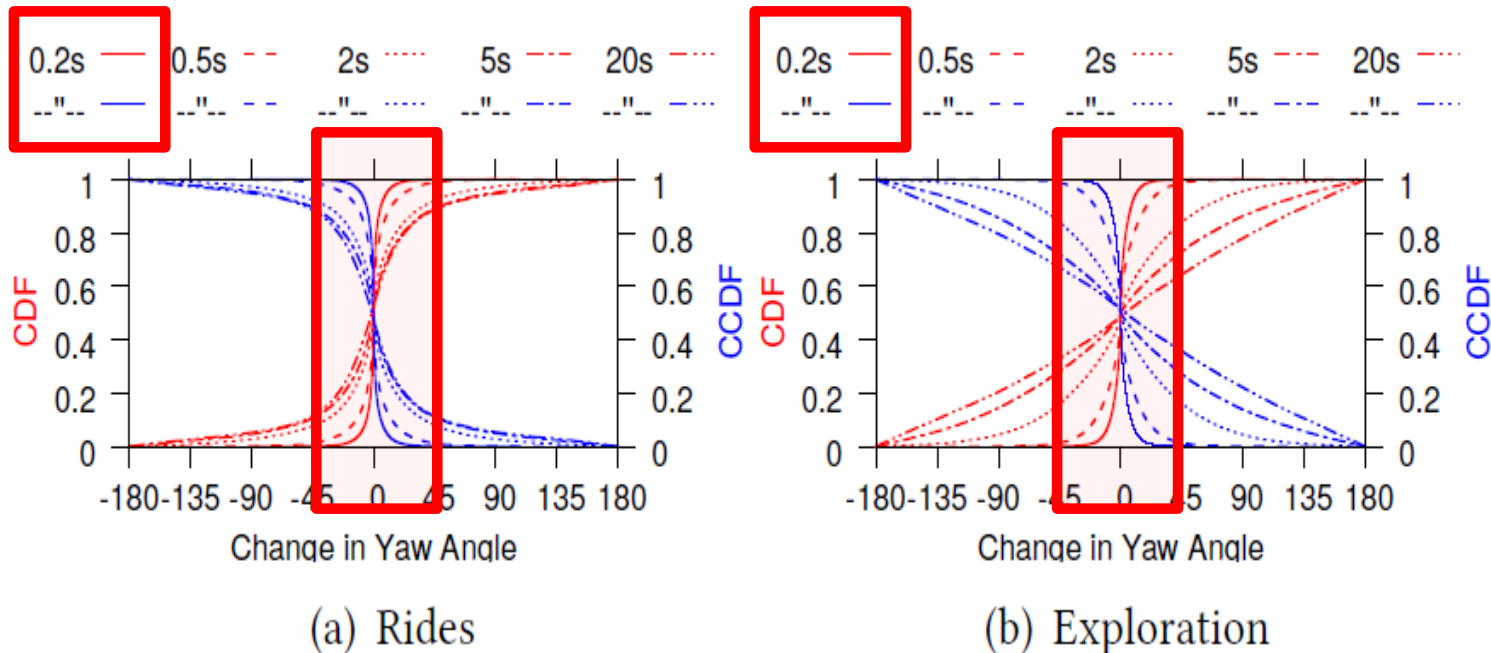 0.2s 0.5s 2s 5s 20s
--"-- --"-- --"-- --"-- --"--
1 1
0.8 0.8
0.6 0.6
0.4 0.4
0.2 0.2
0 0
CDF
CCDF
-180 -135 -90 -45 0 45 90 135 180
Change in Yaw Angle
(a) Rides
0.2s 0.5s 2s 5s 20s
--"-- --"-- --"-- --"-- --"--
1 1
0.8 0.8
0.6 0.6
0.4 0.4
0.2 0.2
0 0
CDF
CCDF
-180 -135 -90 -45 0 45 90 135 180
Change in Yaw Angle
(b) Exploration